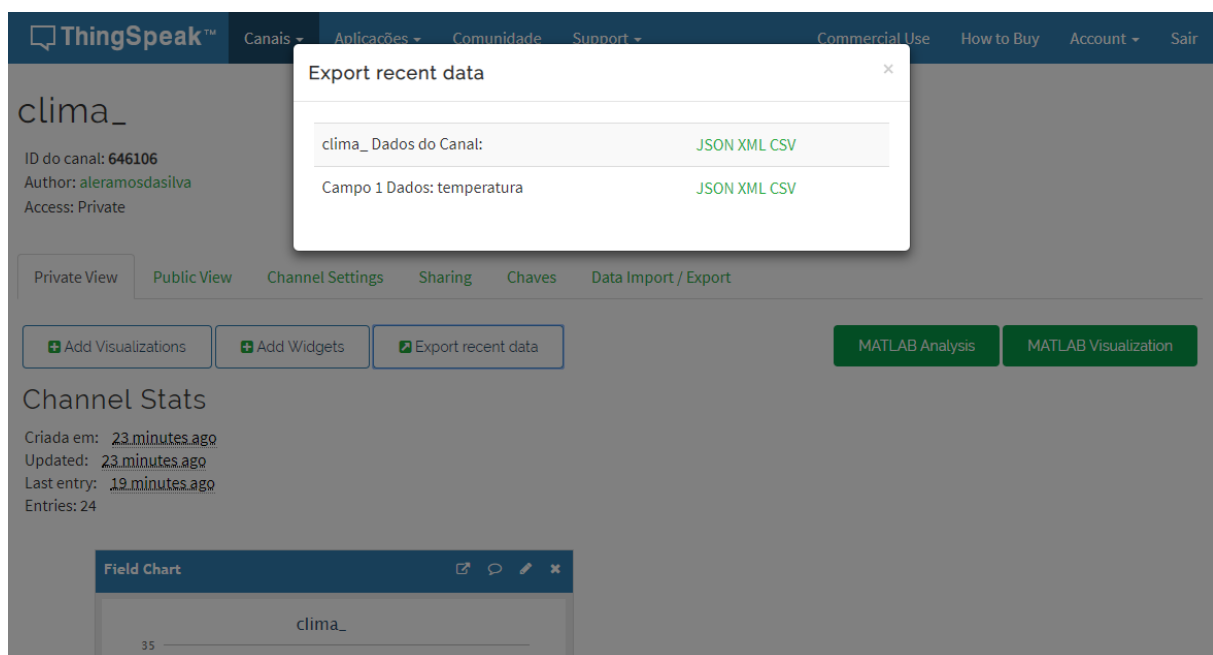 ThingSpeak™ Canais Aplicações Comunidade Support Commercial Use How to Buy Account Sair
Export recent data ×
clima_ Dados do Canal: JSON XML CSV
Campo 1 Dados: temperatura JSON XML CSV
clima_
ID do canal: 646106
Author: aleramosdasilva
Access: Private
Private View Public View Channel Settings Sharing Chaves Data Import / Export
Add Visualizations Add Widgets Export recent data MATLAB Analysis MATLAB Visualization
Channel Stats
Criada em: 23 minutes ago
Updated: 23 minutes ago
Last entry: 19 minutes ago
Entries: 24
Field Chart
clima_
35